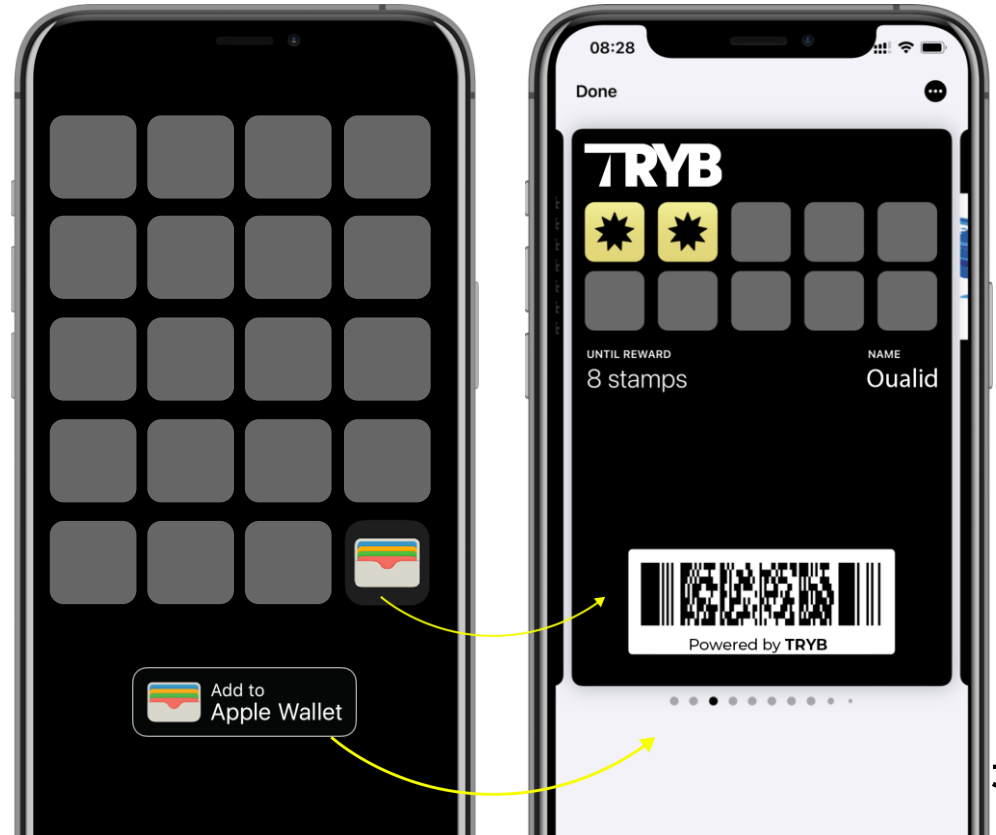 Add to
Apple Wallet
08:28
Done
TRYB
UNTIL REWARD
8 stamps
NAME
Oualid
Powered by TRYB